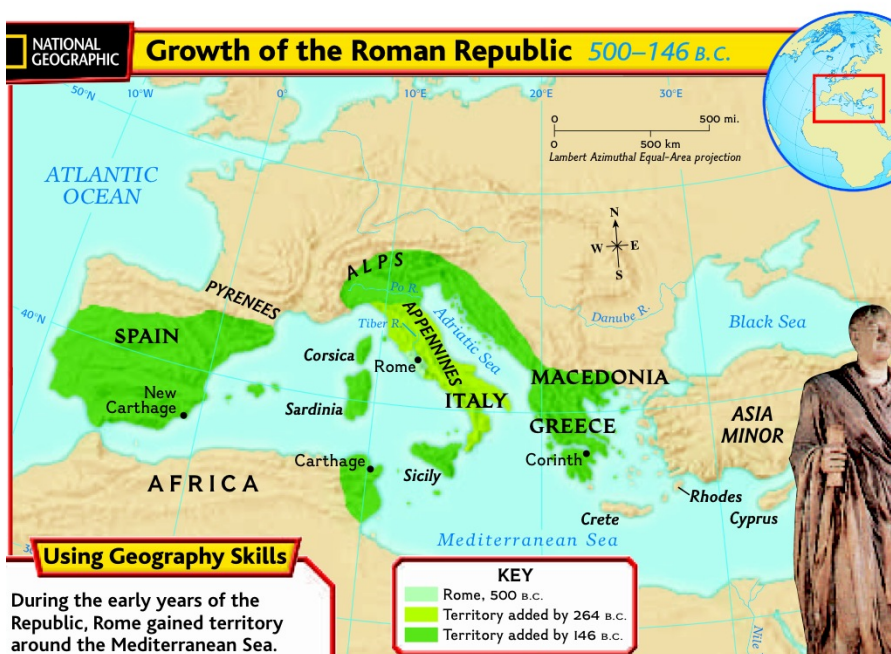 NATIONAL
GEOGRAPHIC
Growth of the Roman Republic 500–146 B.C.
50°N
10°W
0°
10°E
20°E
30°E
0 500 mi.
0 500 km
Lambert Azimuthal Equal-Area projection
ATLANTIC
OCEAN
N
W E
S
ALPS
Po R.
PYRENEES
40°N
Danube R.
Black Sea
Adriatic Sea
APPENNINES
Tiber R.
SPAIN
Corsica
Rome
MACEDONIA
New
Carthage
Sardinia
ITALY
ASIA
MINOR
GREECE
Carthage
Sicily
Corinth
AFRICA
Rhodes
Crete
Cyprus
Mediterranean Sea
Nile
Using Geography Skills
During the early years of the
Republic, Rome gained territory
around the Mediterranean Sea.
KEY
Rome, 500 B.C.
Territory added by 264 B.C.
Territory added by 146 B.C.